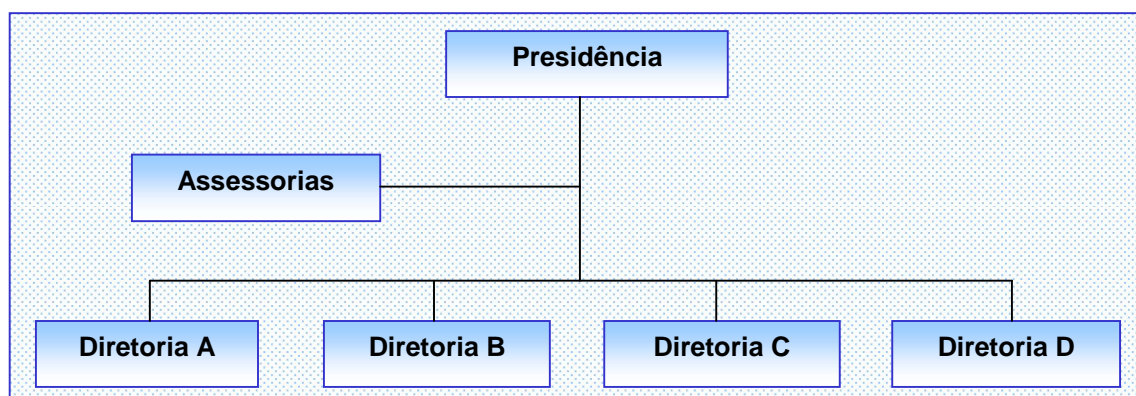 Presidência
Assessorias
Diretoria A
Diretoria B
Diretoria C
Diretoria D